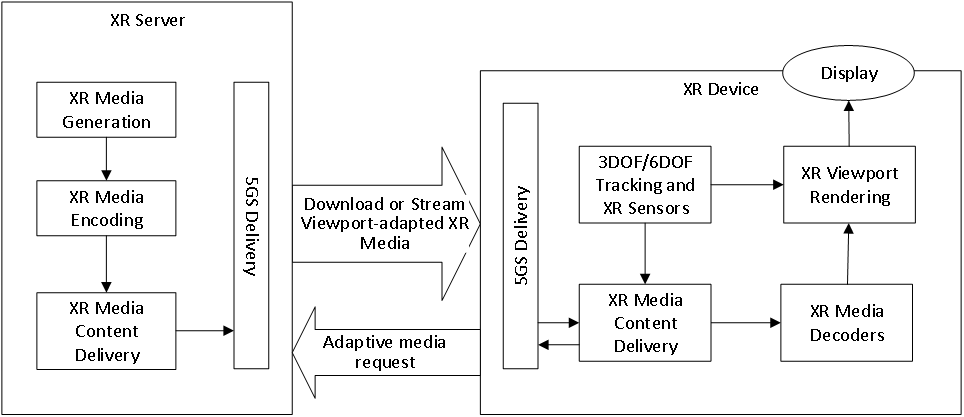 XR Server
XR Media
Generation
XR Media
Encoding
XR Media
Content
Delivery
5GS Delivery
Download or Stream
Viewport-adapted XR
Media
Adaptive media
request
XR Device
Display
5GS Delivery
3DOF/6DOF
Tracking and
XR Sensors
XR Viewport
Rendering
XR Media
Content
Delivery
XR Media
Decoders